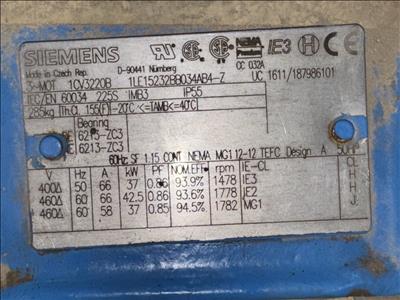 SIEMENS
Made in Czech Rep. D-90441 Nürnberg CC 032A UC 1611/187986101
IE3
3~MOT 1CV3220B 1LE15232BB034AB4-Z
IEC/EN 60034 225S IMB3 IP55
285kg Th.Cl. 155(F) -20°C<=TAMB<=40°C
Bearing
DE 6213-ZC3
NE 6213-ZC3
60Hz SF 1.15 CONT NEMA MG1 12-12 TEFC Design A
V Hz A kW PF NOM.EFF rpm IE-CL
400Δ 50 66 37 0.86 93.9% 1478 IE3
460Δ 60 66 42.5 0.86 93.6% 1778 IE2
460Δ 60 58 37 0.85 94.5% 1782 MG1